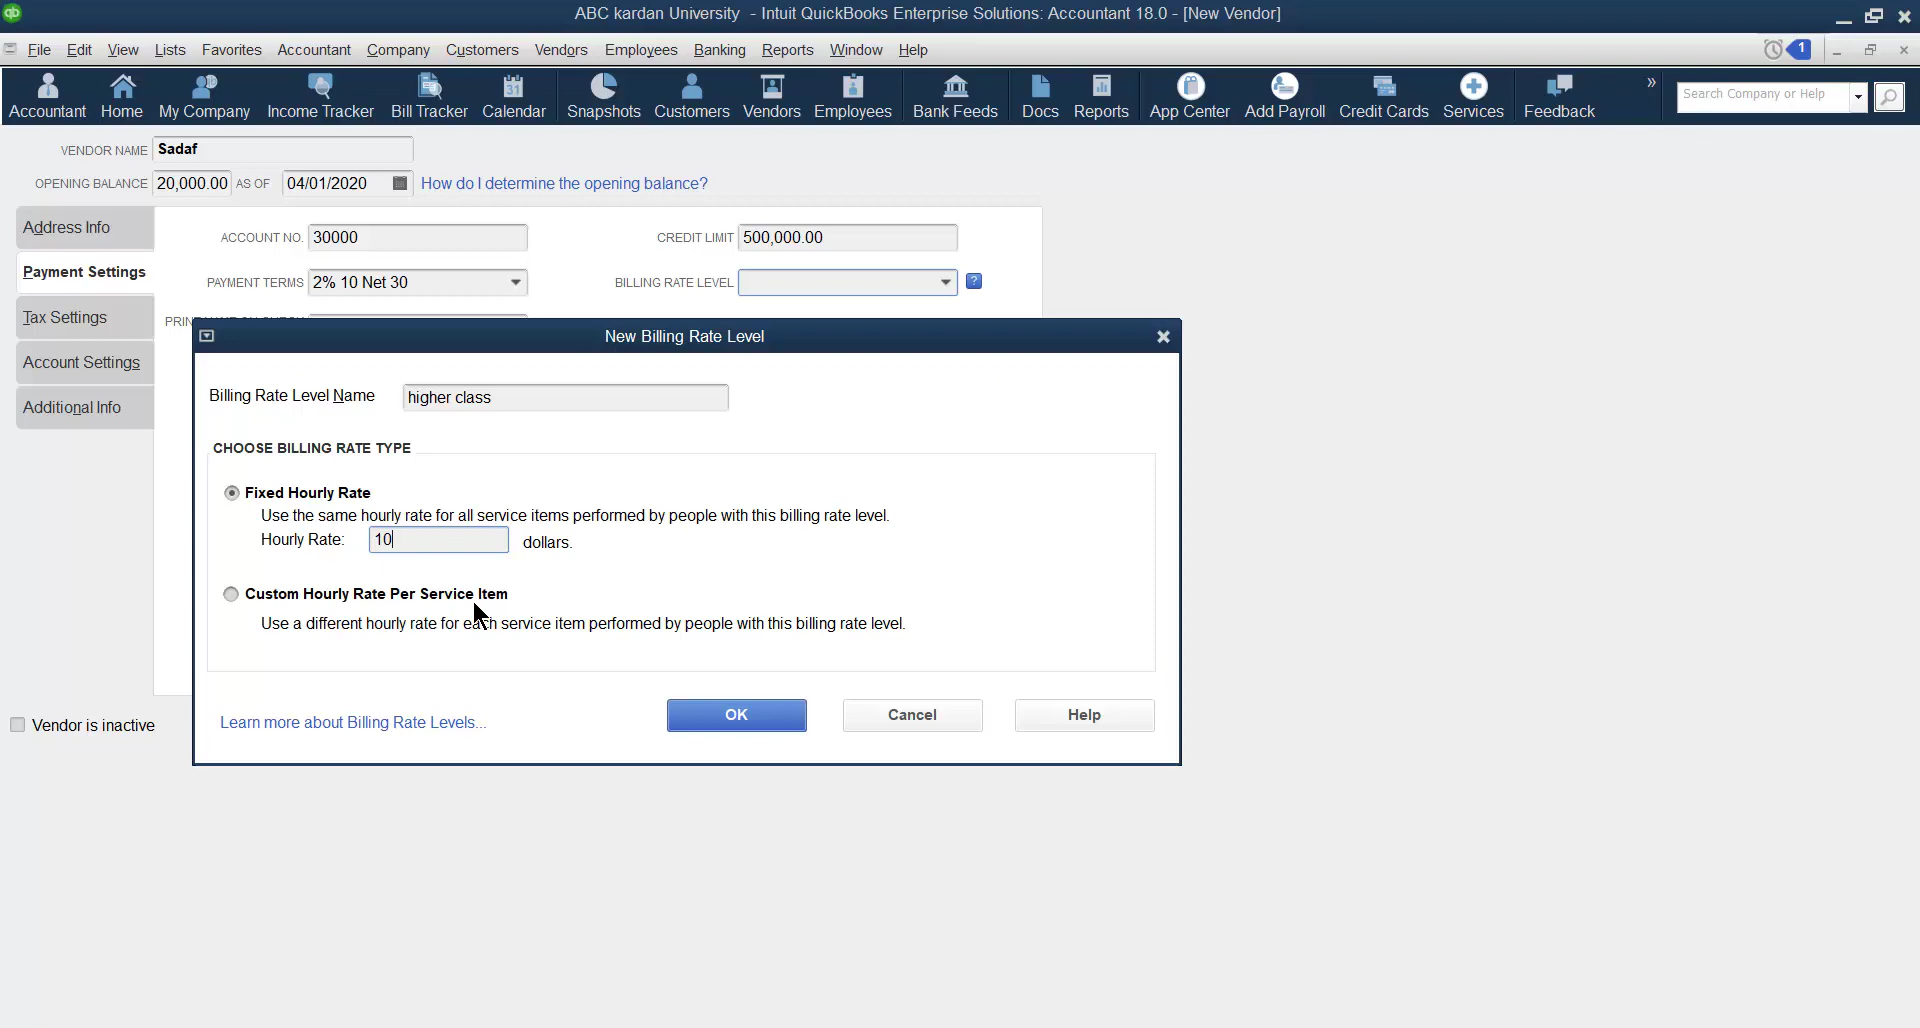 ABC kardan University - Intuit QuickBooks Enterprise Solutions: Accountant 18.0 - [New Vendor]
File Edit View Lists Favorites Accountant Company Customers Vendors Employees Banking Reports Window Help 1
Accountant Home My Company Income Tracker Bill Tracker Calendar Snapshots Customers Vendors Employees Bank Feeds Docs Reports App Center Add Payroll Credit Cards Services Feedback » Search Company or Help
VENDOR NAME Sadaf
OPENING BALANCE 20,000.00 AS OF 04/01/2020 How do I determine the opening balance?
Address Info
Payment Settings
Tax Settings
Account Settings
Additional Info
ACCOUNT NO. 30000 CREDIT LIMIT 500,000.00
PAYMENT TERMS 2% 10 Net 30 BILLING RATE LEVEL ?
New Billing Rate Level
Billing Rate Level Name higher class
CHOOSE BILLING RATE TYPE
Fixed Hourly Rate
Use the same hourly rate for all service items performed by people with this billing rate level.
Hourly Rate: 10 dollars.
Custom Hourly Rate Per Service Item
Use a different hourly rate for each service item performed by people with this billing rate level.
Learn more about Billing Rate Levels... OK Cancel Help
Vendor is inactive